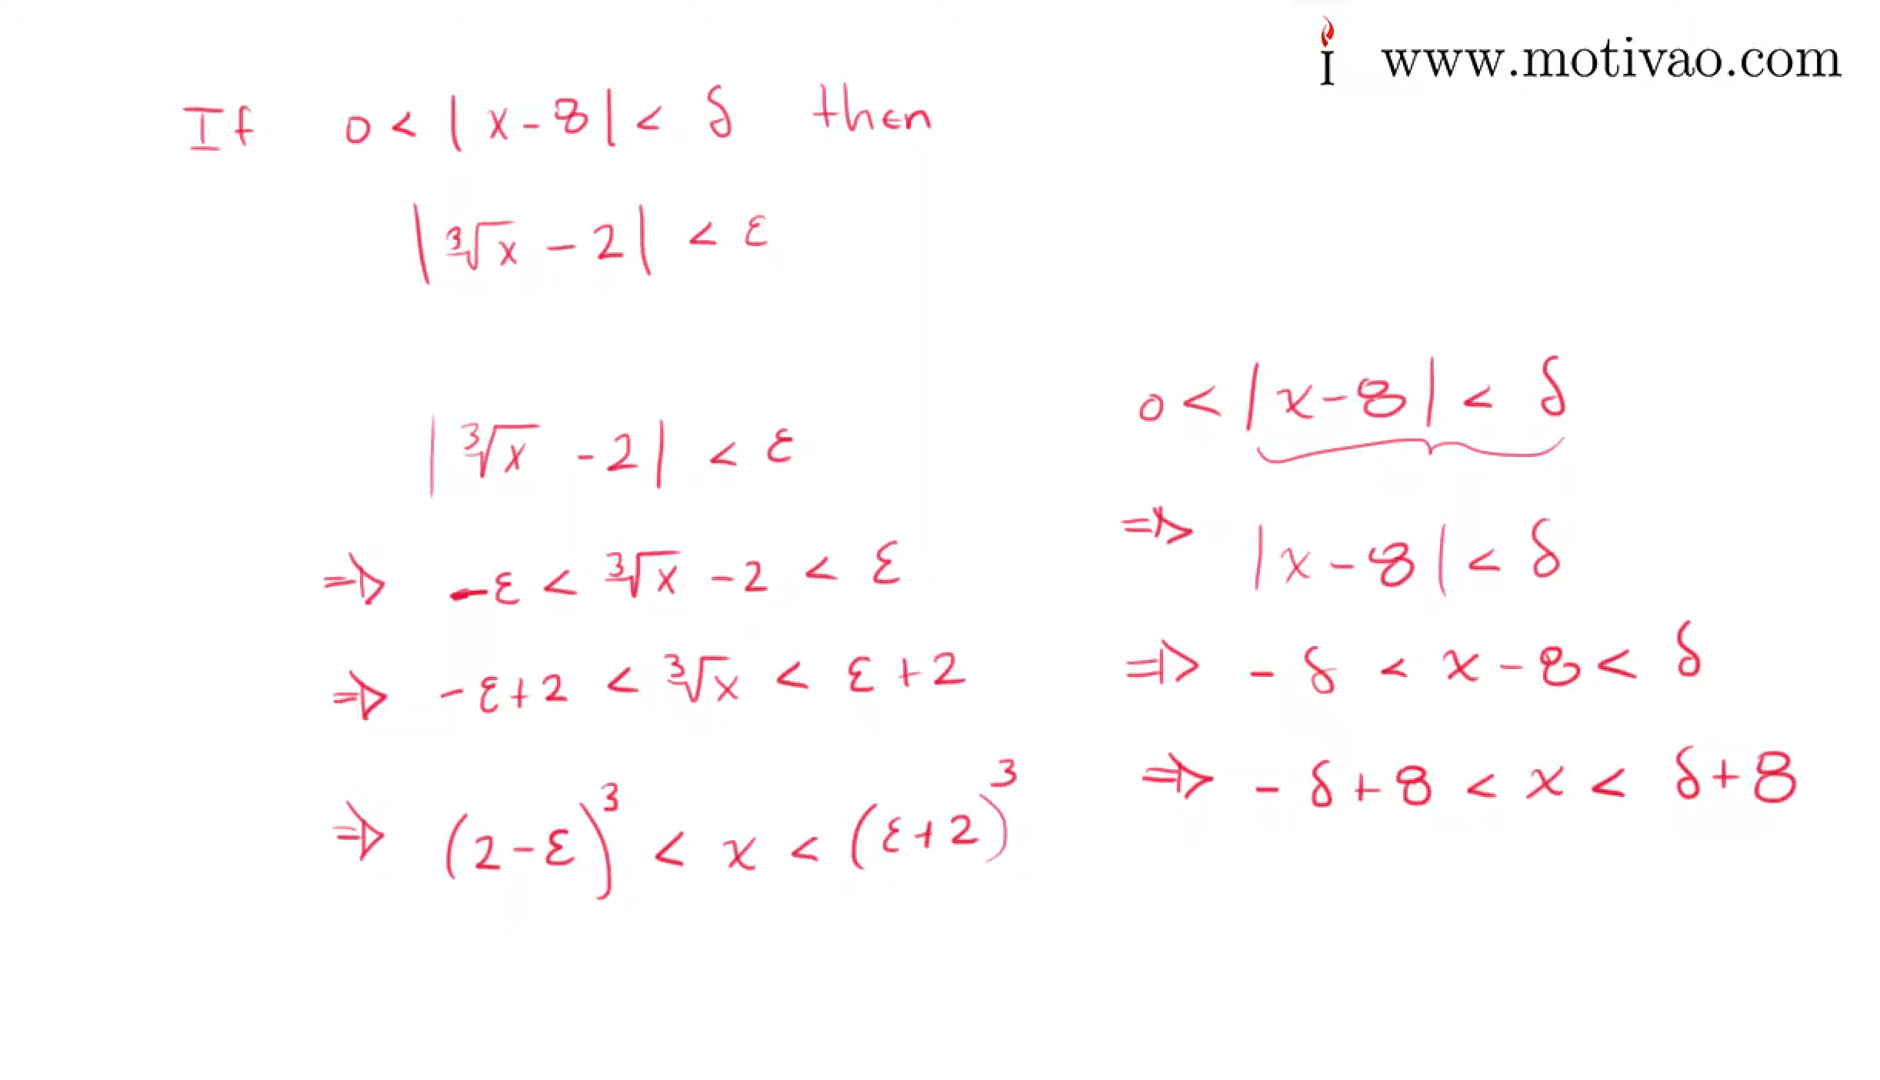 www.motivao.com
If 0 < |x - 8| < δ then
|∛x - 2| < ε
|∛x - 2| < ε
⇒ -ε < ∛x - 2 < ε
⇒ -ε + 2 < ∛x < ε + 2
⇒ (2 - ε)³ < x < (ε + 2)³
0 < |x - 8| < δ
⇒ |x - 8| < δ
⇒ - δ < x - 8 < δ
⇒ - δ + 8 < x < δ + 8